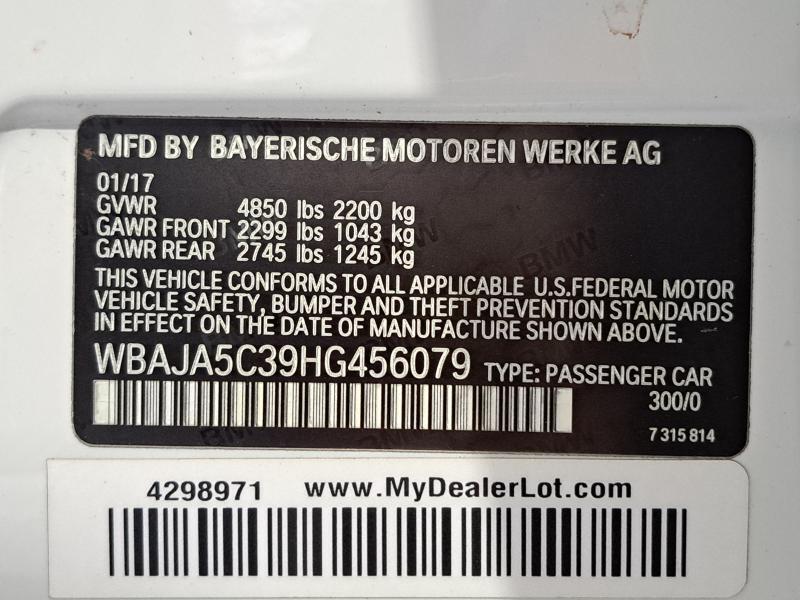 MFD BY BAYERISCHE MOTOREN WERKE AG
01/17
GVWR 4850 lbs 2200 kg
GAWR FRONT 2299 lbs 1043 kg
GAWR REAR 2745 lbs 1245 kg
THIS VEHICLE CONFORMS TO ALL APPLICABLE U.S.FEDERAL MOTOR
VEHICLE SAFETY, BUMPER AND THEFT PREVENTION STANDARDS
IN EFFECT ON THE DATE OF MANUFACTURE SHOWN ABOVE.
WBAJA5C39HG456079 TYPE: PASSENGER CAR
300/0
7 315 814
BMW
BMW
BMW
4298971 www.MyDealerLot.com